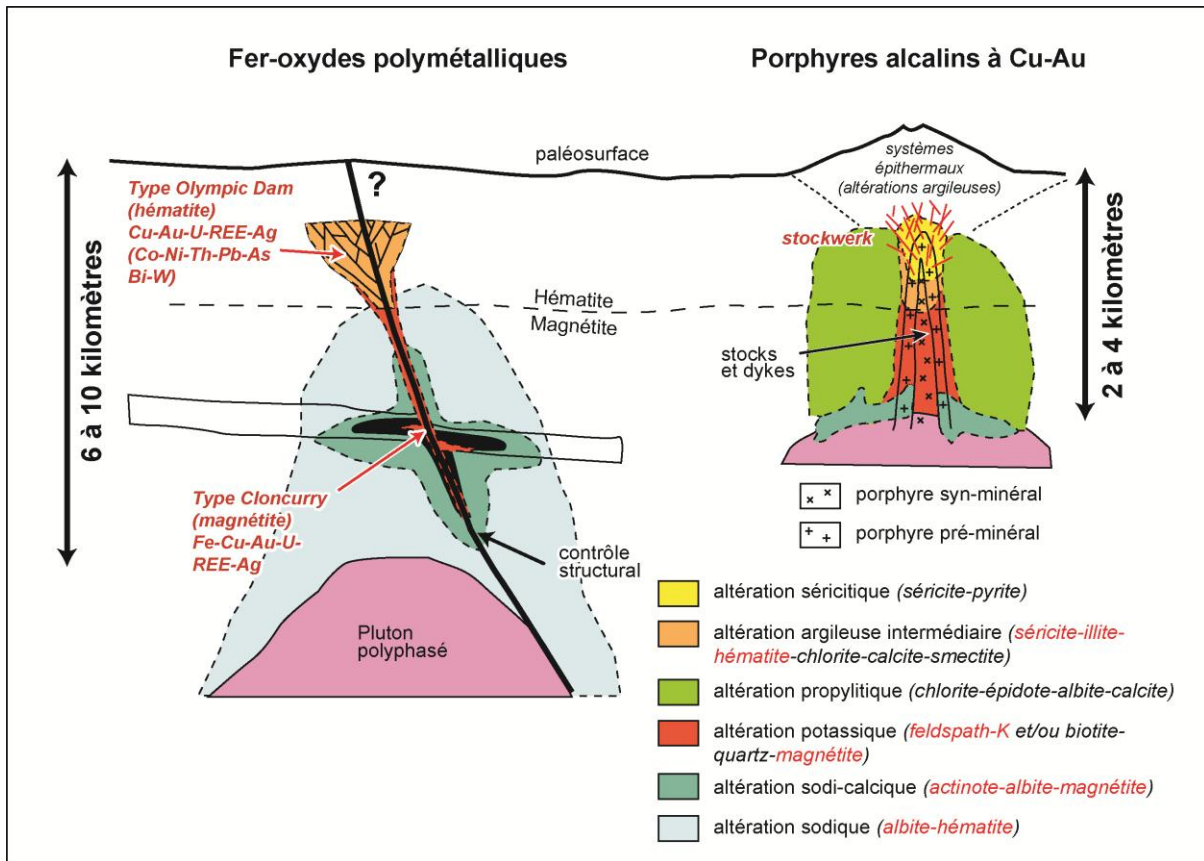 Fer-oxydes polymétalliques
Porphyres alcalins à Cu-Au
paléosurface
systèmes
épithermaux
(altérations argileuses)
?
Type Olympic Dam
(hématite)
Cu-Au-U-REE-Ag
(Co-Ni-Th-Pb-As
Bi-W)
stockwerk
6 à 10 kilomètres
2 à 4 kilomètres
Hématite
Magnétite
stocks
et dykes
Type Cloncurry
(magnétite)
Fe-Cu-Au-U-
REE-Ag
contrôle
structural
Pluton
polyphasé
porphyre syn-minéral
porphyre pré-minéral
altération séricitique (séricite-pyrite)
altération argileuse intermédiaire (séricite-illite-
hématite-chlorite-calcite-smectite)
altération propylitique (chlorite-épidote-albite-calcite)
altération potassique (feldspath-K et/ou biotite-
quartz-magnétite)
altération sodi-calcique (actinote-albite-magnétite)
altération sodique (albite-hématite)